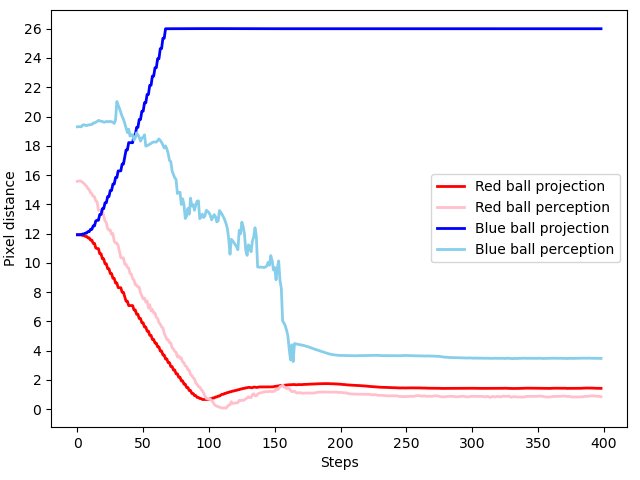 26
24
22
20
18
16
14
12
10
8
6
4
2
0
Pixel distance
Red ball projection
Red ball perception
Blue ball projection
Blue ball perception
0 50 100 150 200 250 300 350 400
Steps